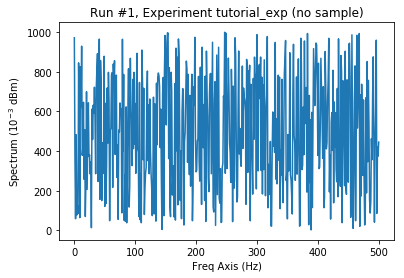 Run #1, Experiment tutorial_exp (no sample)
1000
800
600
400
200
0
Spectrum (10⁻³ dBm)
0 100 200 300 400 500
Freq Axis (Hz)